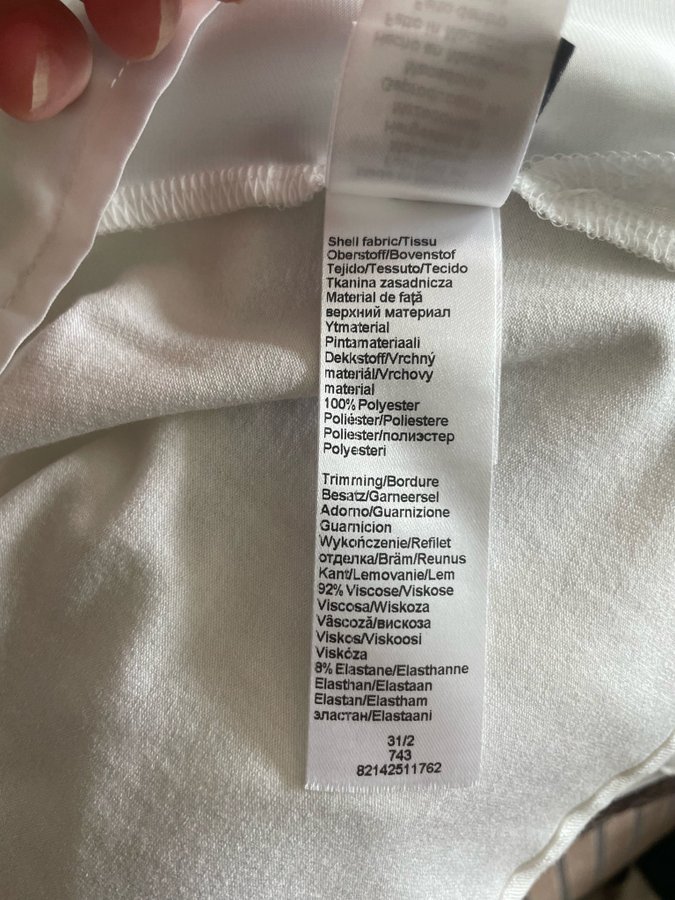 Shell fabric/Tissu
Oberstoff/Bovenstof
Tejido/Tessuto/Tecido
Tkanina zasadnicza
Material de față
верхний материал
Ytmaterial
Pintamateriaali
Dekkstoff/Vrchný
materiál/Vrchovy
material
100% Polyester
Poliéster/Poliestere
Poliester/полиэстер
Polyesteri
Trimming/Bordure
Besatz/Garneersel
Adorno/Guarnizione
Guarnicion
Wykończenie/Refilet
отделка/Bräm/Reunus
Kant/Lemovanie/Lem
92% Viscose/Viskose
Viscosa/Wiskoza
Vâscoză/вискоза
Viskos/Viskoosi
Viskóza
8% Elastane/Elasthanne
Elasthan/Elastaan
Elastan/Elastham
эластан/Elastaani
31/2
743
82142511762